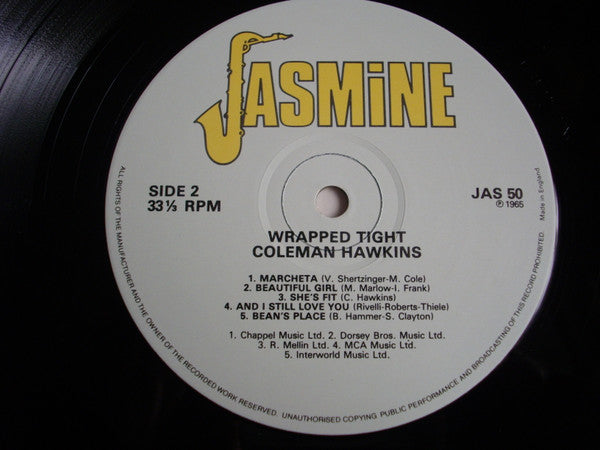 JASMiNE
SIDE 2
33⅓ RPM
JAS 50
℗ 1965
Made in England
WRAPPED TIGHT
COLEMAN HAWKINS
1. MARCHETA (V. Shertzinger-M. Cole)
2. BEAUTIFUL GIRL (M. Marlow-I. Frank)
3. SHE'S FIT (C. Hawkins)
4. AND I STILL LOVE YOU (Rivelli-Roberts-Thiele)
5. BEAN'S PLACE (B. Hammer-S. Clayton)
1. Chappel Music Ltd. 2. Dorsey Bros. Music Ltd.
3. R. Mellin Ltd. 4. MCA Music Ltd.
5. Interworld Music Ltd.
ALL RIGHTS OF THE MANUFACTURER AND THE OWNER OF THE RECORDED WORK RESERVED. UNAUTHORISED COPYING PUBLIC PERFORMANCE AND BROADCASTING OF THIS RECORD PROHIBITED.